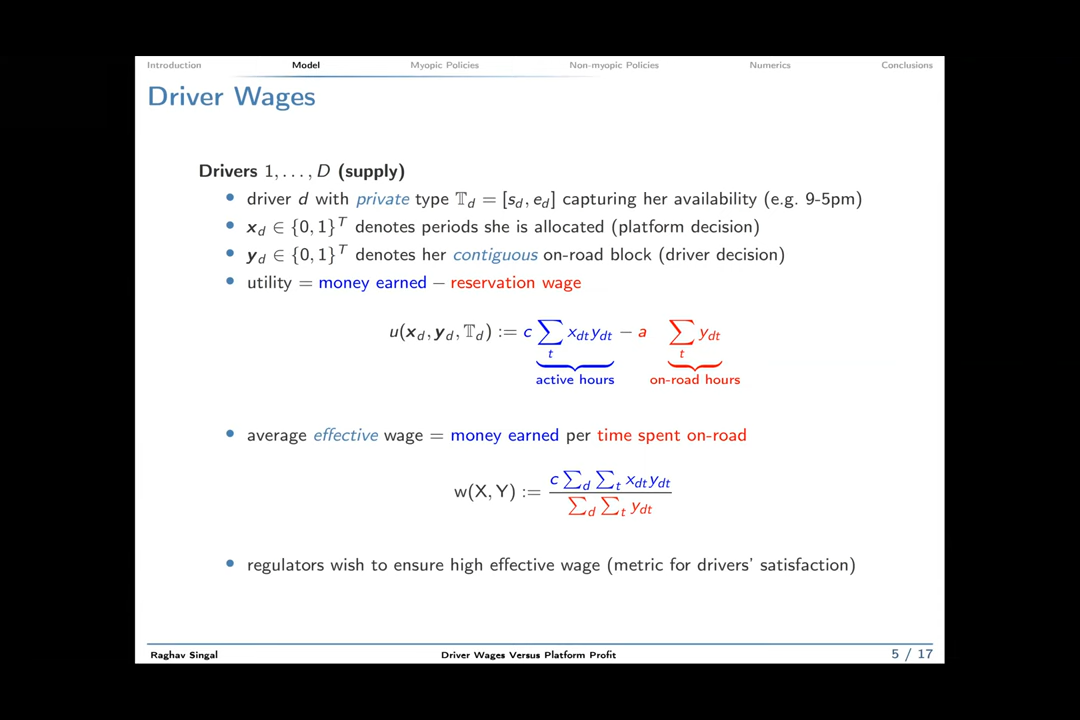 Introduction Model Myopic Policies Non-myopic Policies Numerics Conclusions
Driver Wages
Drivers 1, . . . , D (supply)
• driver d with private type 𝕋_d = [s_d, e_d] capturing her availability (e.g. 9-5pm)
• x_d ∈ {0, 1}^T denotes periods she is allocated (platform decision)
• y_d ∈ {0, 1}^T denotes her contiguous on-road block (driver decision)
• utility = money earned − reservation wage
u(x_d, y_d, 𝕋_d) := c ∑_t x_dt y_dt − a ∑_t y_dt
active hours on-road hours
• average effective wage = money earned per time spent on-road
w(X, Y) := c ∑_d ∑_t x_dt y_dt / ∑_d ∑_t y_dt
• regulators wish to ensure high effective wage (metric for drivers' satisfaction)
Raghav Singal Driver Wages Versus Platform Profit 5 / 17